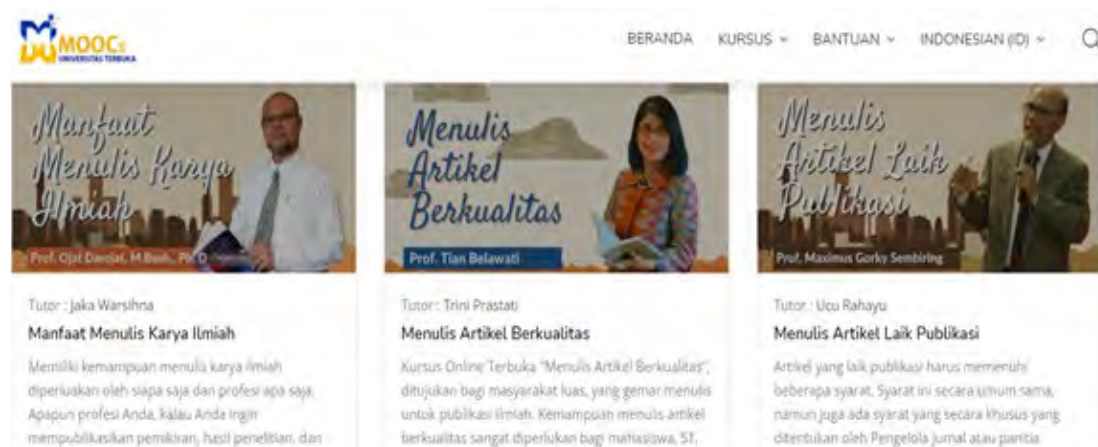 MOOCs
UNIVERSITAS TERBUKA
BERANDA KURSUS BANTUAN INDONESIAN (ID)
Manfaat
Menulis Karya
Ilmiah
Prof. Ojat Darojat, M.Bus., Ph.D
Tutor : Jaka Warsihna
Manfaat Menulis Karya Ilmiah
Memiliki kemampuan menulis karya ilmiah
diperluakan oleh siapa saja dan profesi apa saja.
Apapun profesi Anda, kalau Anda ingin
mempublikasikan pemikiran, hasil penelitian, dan
Menulis
Artikel
Berkualitas
Prof. Tian Belawati
Tutor : Trini Prastati
Menulis Artikel Berkualitas
Kursus Online Terbuka "Menulis Artikel Berkualitas",
ditujukan bagi masyarakat luas, yang gemar menulis
untuk publikasi ilmiah. Kemampuan menulis artikel
berkualitas sangat diperlukan bagi mahasiswa, S1,
Menulis
Artikel Laik
Publikasi
Prof. Maximus Gorky Sembiring
Tutor : Ucu Rahayu
Menulis Artikel Laik Publikasi
Artikel yang laik publikasi harus memenuhi
beberapa syarat. Syarat ini secara umum sama,
namun juga ada syarat yang secara khusus yang
ditentukan oleh Pengelola Jurnal atau panitia